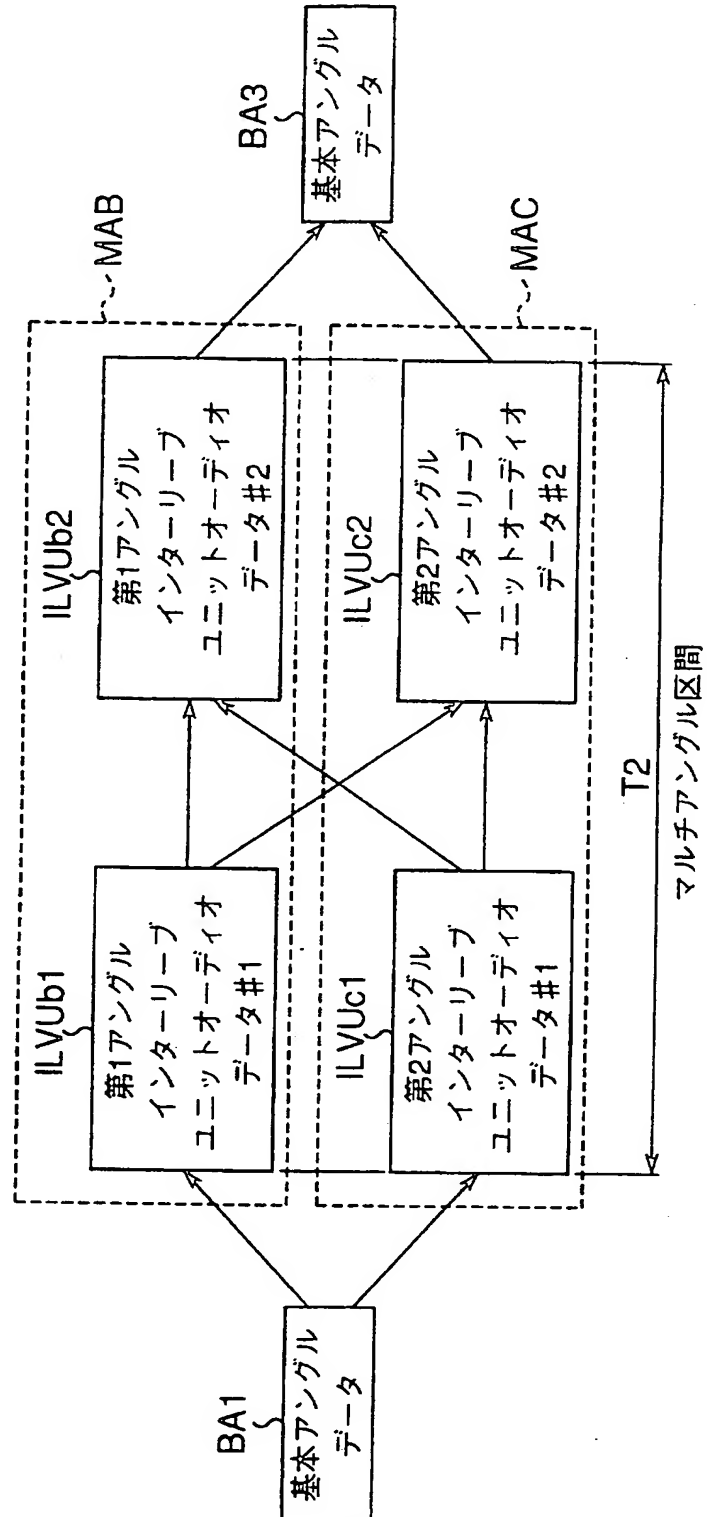 BA1
基本アングル
データ
ILVUb1
第1アングル
インターリーブ
ユニットオーディオ
データ#1
ILVUb2
第1アングル
インターリーブ
ユニットオーディオ
データ#2
MAB
ILVUc1
第2アングル
インターリーブ
ユニットオーディオ
データ#1
ILVUc2
第2アングル
インターリーブ
ユニットオーディオ
データ#2
MAC
BA3
基本アングル
データ
T2
マルチアングル区間